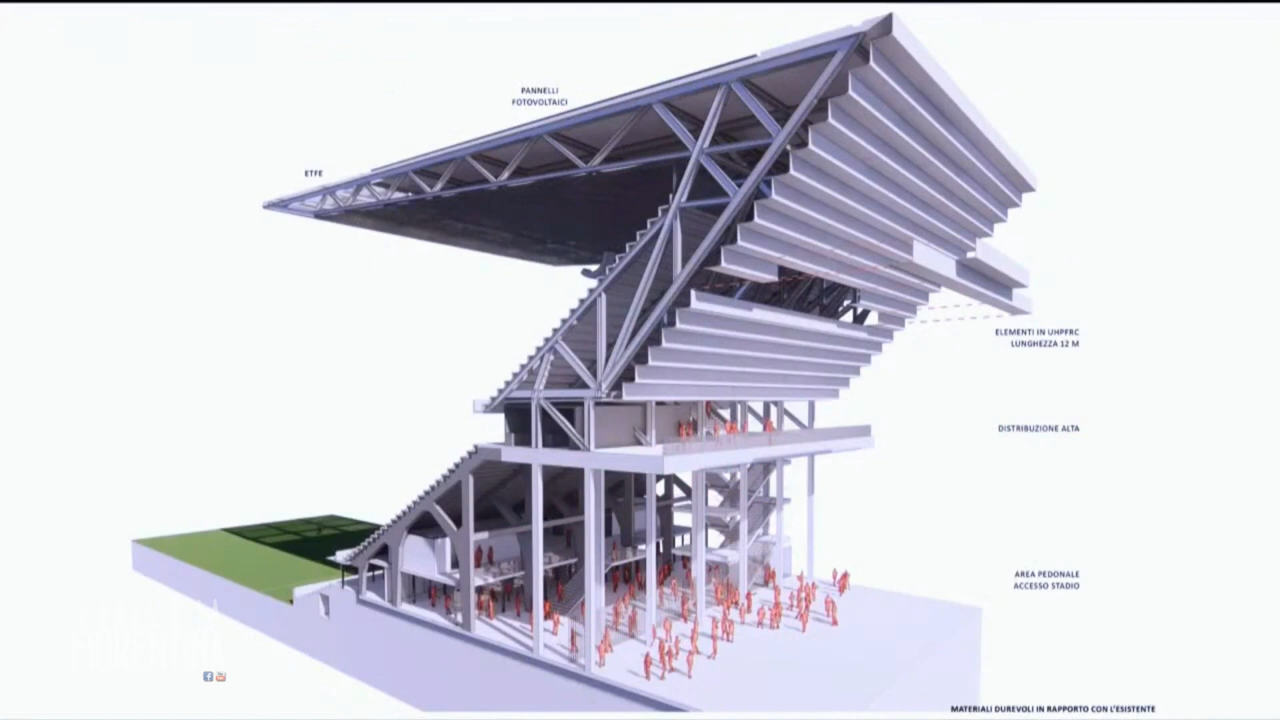 PANNELLI
FOTOVOLTAICI
ETFE
ELEMENTI IN UHPFRC
LUNGHEZZA 12 M
DISTRIBUZIONE ALTA
AREA PEDONALE
ACCESSO STADIO
MATERIALI DUREVOLI IN RAPPORTO CON L'ESISTENTE